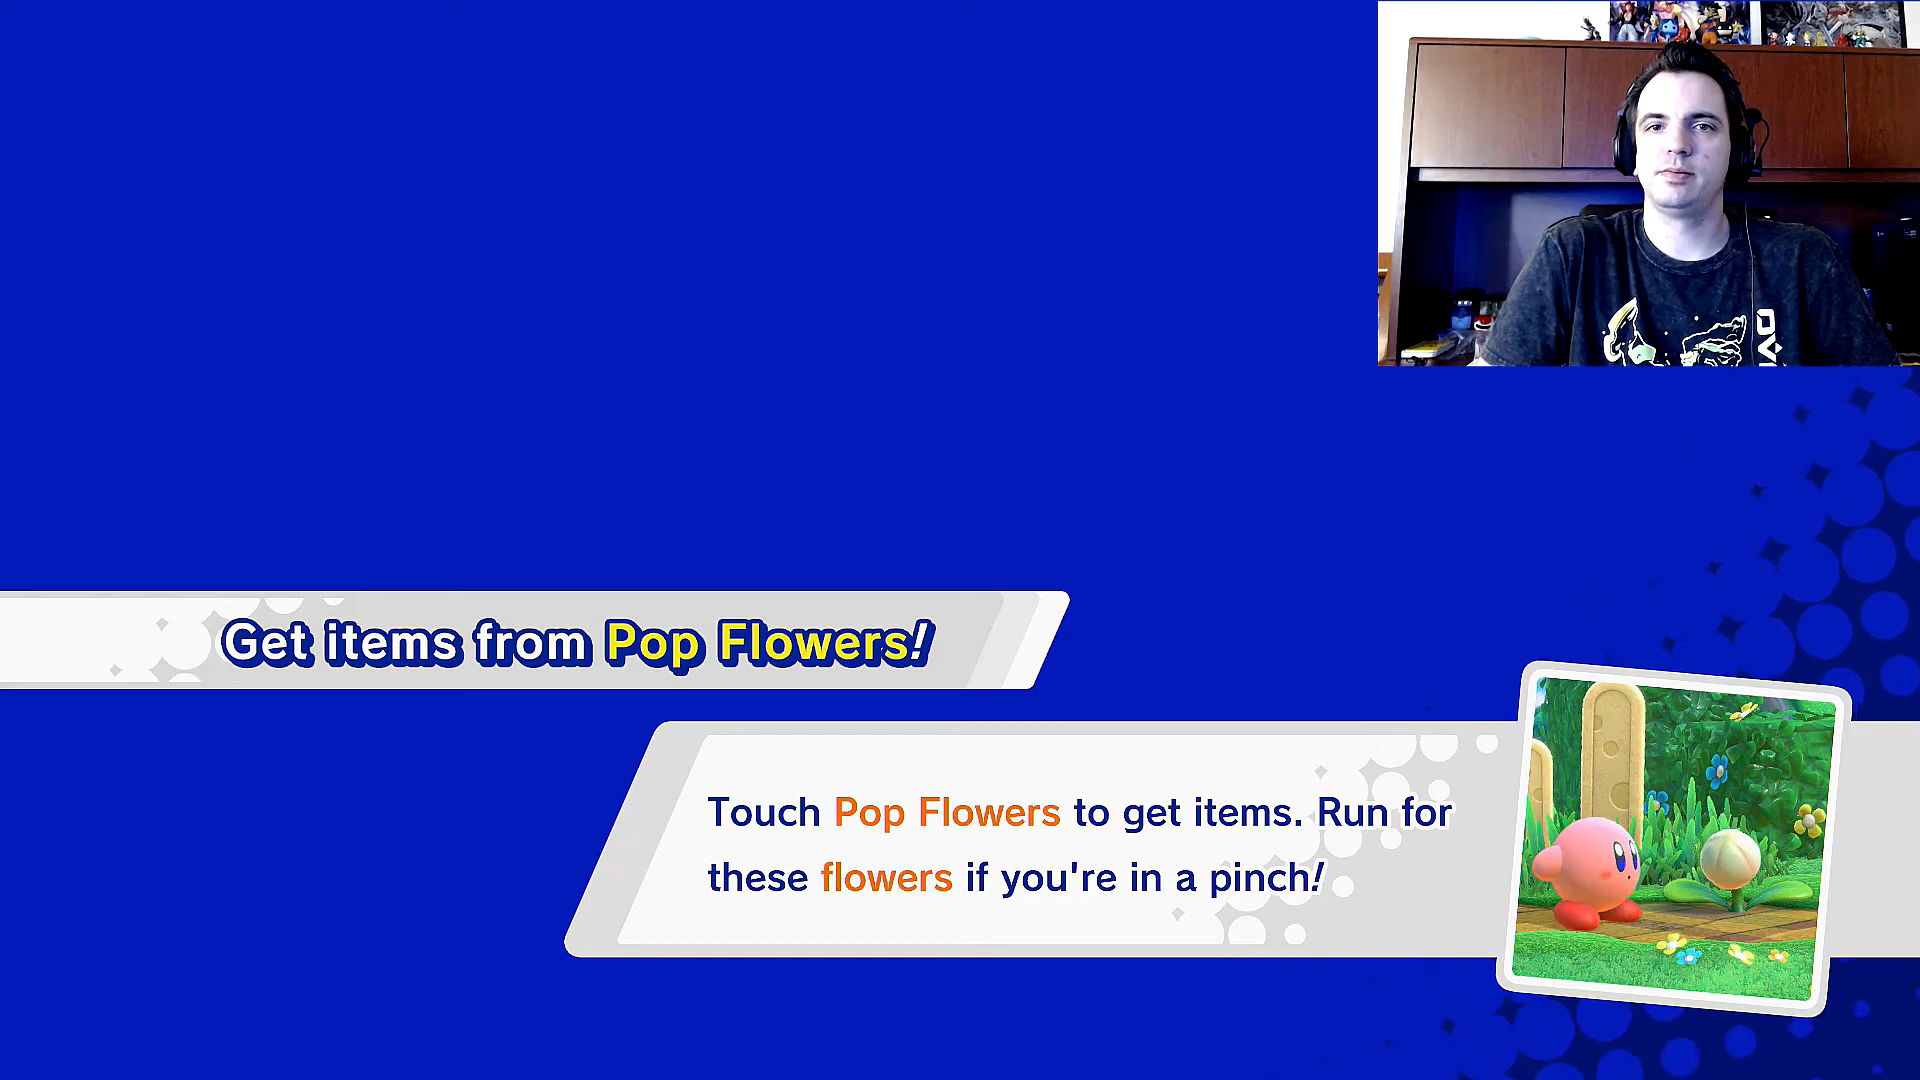 Get items from Pop Flowers!
Touch Pop Flowers to get items. Run for
these flowers if you're in a pinch!